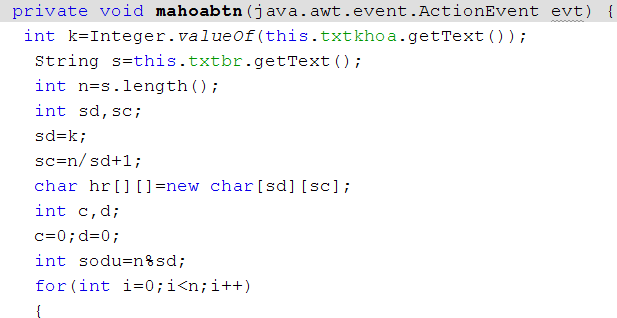 private void mahoabtn(java.awt.event.ActionEvent evt) {
int k=Integer.valueOf(this.txtkhoa.getText());
String s=this.txtbr.getText();
int n=s.length();
int sd,sc;
sd=k;
sc=n/sd+1;
char hr[][]=new char[sd][sc];
int c,d;
c=0;d=0;
int sodu=n%sd;
for(int i=0;i<n;i++)
{